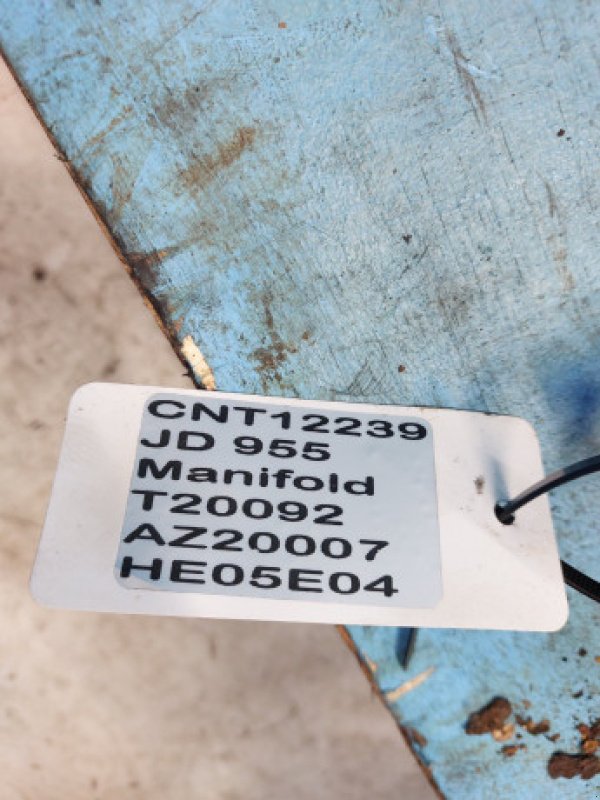 CNT12239
JD 955
Manifold
T20092
AZ20007
HE05E04